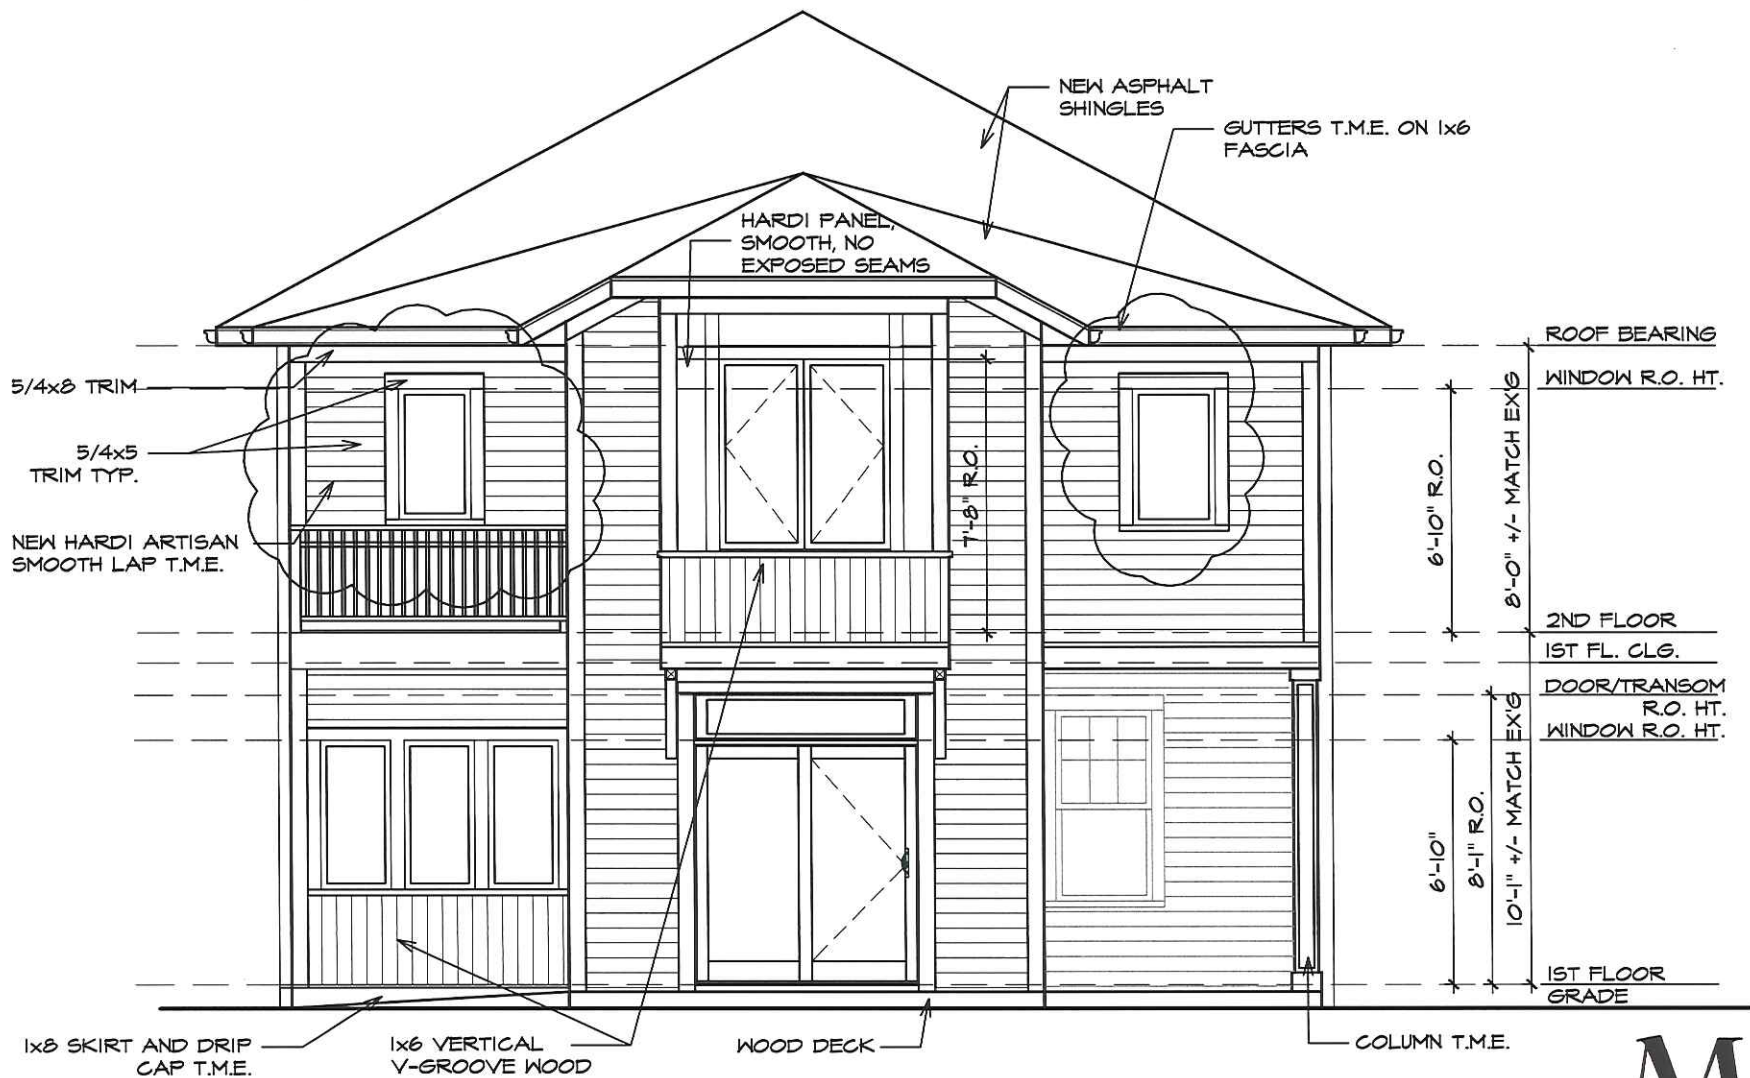 NEW ASPHALT
SHINGLES
GUTTERS T.M.E. ON 1x6
FASCIA
HARDI PANEL,
SMOOTH, NO
EXPOSED SEAMS
ROOF BEARING
5/4x8 TRIM
WINDOW R.O. HT.
5/4x5
TRIM TYP.
NEW HARDI ARTISAN
SMOOTH LAP T.M.E.
7'-8" R.O.
6'-10" R.O.
8'-0" +/- MATCH EX'G
2ND FLOOR
1ST FL. CLG.
DOOR/TRANSOM
R.O. HT.
WINDOW R.O. HT.
6'-10"
8'-1" R.O.
10'-1" +/- MATCH EX'G
1ST FLOOR
GRADE
1x8 SKIRT AND DRIP
CAP T.M.E.
1x6 VERTICAL
V-GROOVE WOOD
WOOD DECK
COLUMN T.M.E.
M